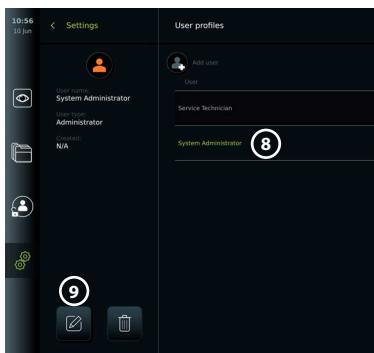 10:56
10 Jun
Settings
User name:
System Administrator
User type:
Administrator
Created:
N/A
9
User profiles
Add user
User
Service Technician
System Administrator
8